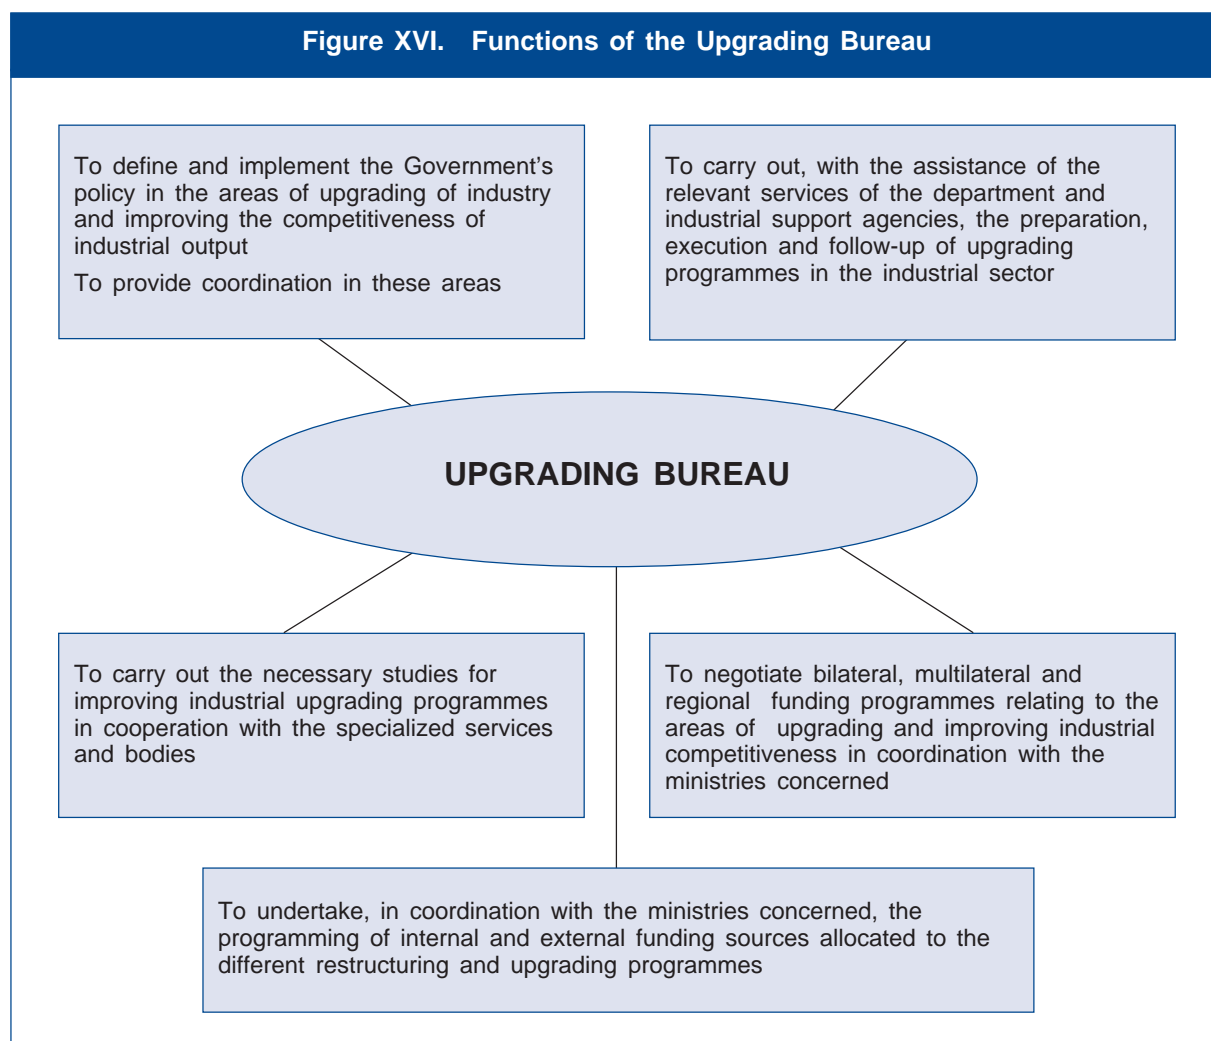 Figure XVI. Functions of the Upgrading Bureau
To define and implement the Government's
policy in the areas of upgrading of industry
and improving the competitiveness of
industrial output
To provide coordination in these areas
To carry out, with the assistance of the
relevant services of the department and
industrial support agencies, the preparation,
execution and follow-up of upgrading
programmes in the industrial sector
UPGRADING BUREAU
To carry out the necessary studies for
improving industrial upgrading programmes
in cooperation with the specialized services
and bodies
To negotiate bilateral, multilateral and
regional funding programmes relating to the
areas of upgrading and improving industrial
competitiveness in coordination with the
ministries concerned
To undertake, in coordination with the ministries concerned, the
programming of internal and external funding sources allocated to the
different restructuring and upgrading programmes